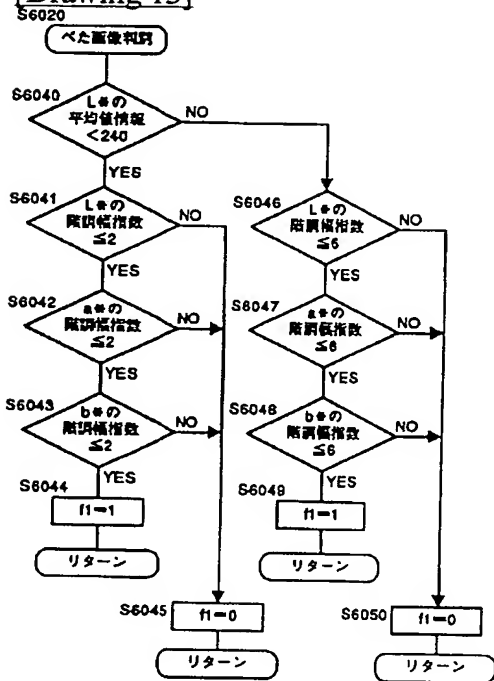 [Drawing 15]
S6020
べた画像判別
S6040
L*の
平均値情報
<240
NO
YES
S6041
L*の
階調幅指数
≦2
NO
YES
S6042
a*の
階調幅指数
≦2
NO
YES
S6043
b*の
階調幅指数
≦2
NO
YES
S6044
f1=1
リターン
S6045
f1=0
リターン
S6046
L*の
階調幅指数
≦6
NO
YES
S6047
a*の
階調幅指数
≦6
NO
YES
S6048
b*の
階調幅指数
≦6
NO
YES
S6049
f1=1
リターン
S6050
f1=0
リターン